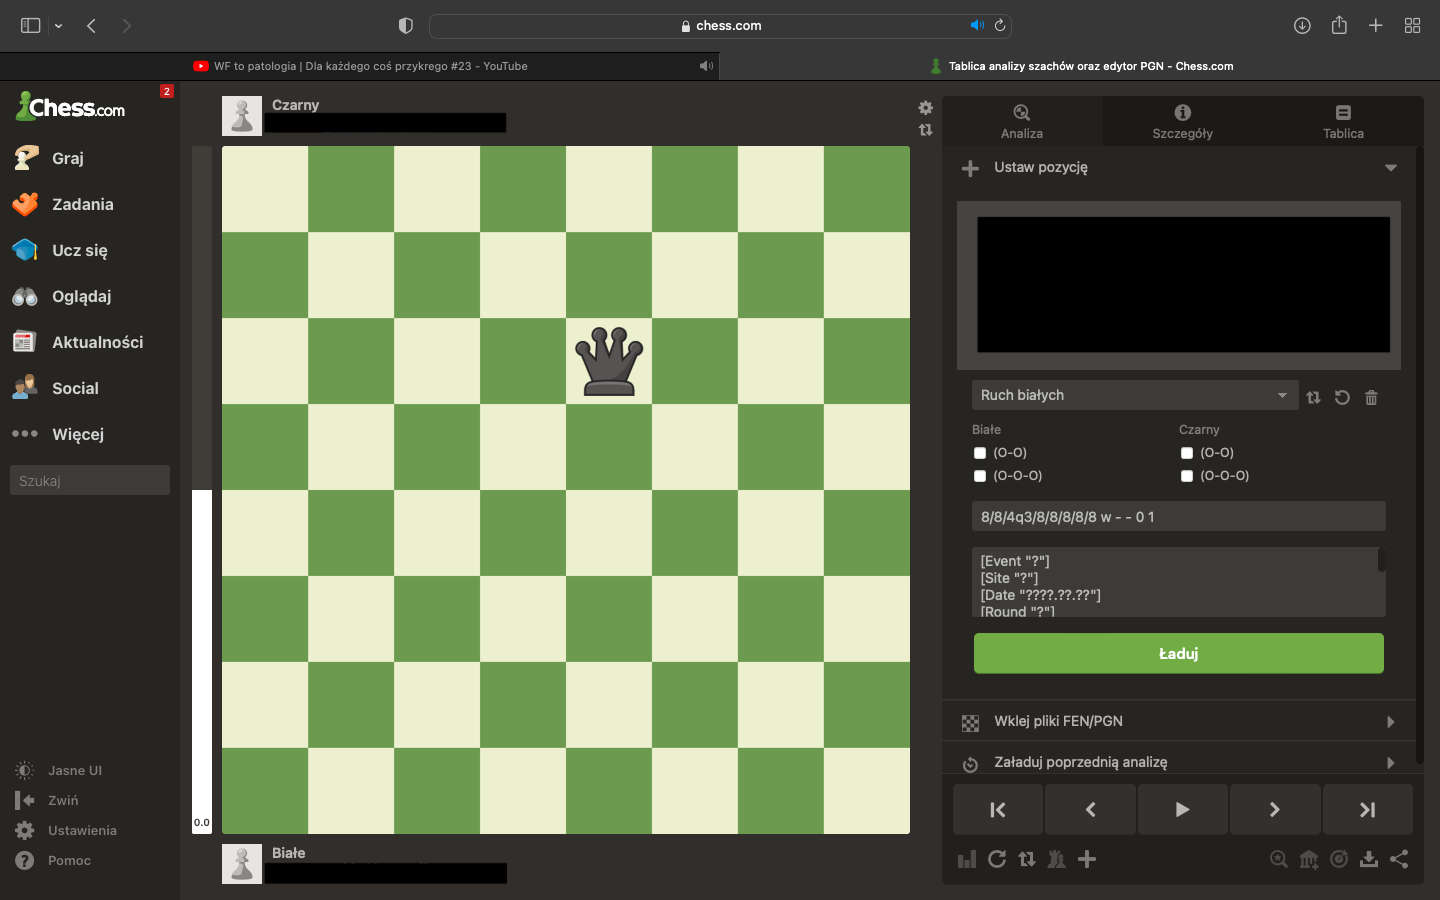 chess.com
WF to patologia | Dla każdego coś przykrego #23 - YouTube
Tablica analizy szachów oraz edytor PGN - Chess.com
Chess.com
2
Graj
Zadania
Ucz się
Oglądaj
Aktualności
Social
Więcej
Szukaj
Jasne UI
Zwiń
Ustawienia
Pomoc
Czarny
0.0
Białe
Analiza
Szczegóły
Tablica
Ustaw pozycję
Ruch białych
Białe
Czarny
(O-O)
(O-O)
(O-O-O)
(O-O-O)
8/8/4q3/8/8/8/8/8 w - - 0 1
[Event "?"]
[Site "?"]
[Date "????.??.??"]
[Round "?"]
Ładuj
Wklej pliki FEN/PGN
Załaduj poprzednią analizę